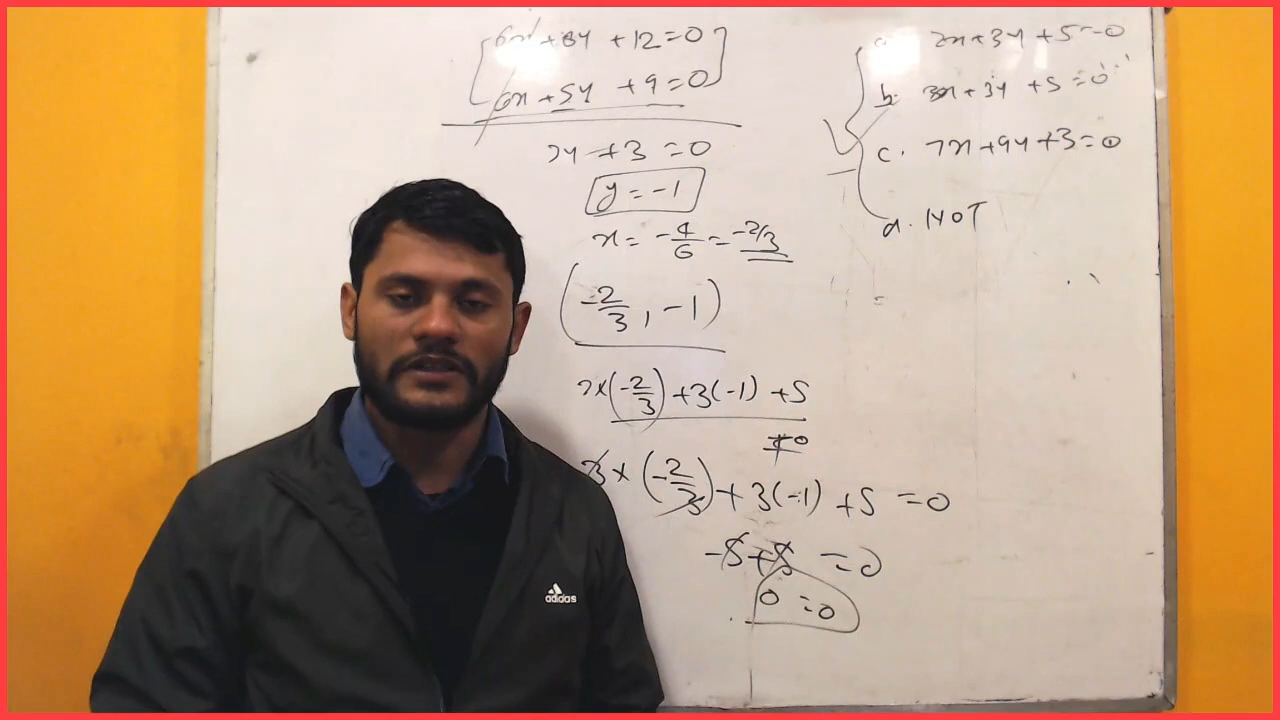 6x + 8y + 12 = 0
6x + 5y + 9 = 0
3y + 3 = 0
y = -1
x = -4/6 = -2/3
(-2/3, -1)
2×(-2/3) + 3(-1) + 5
≠ 0
3 × (-2/3) + 3(-1) + 5 = 0
-5 + 5 = 0
0 = 0
a. 2x + 3y + 5 = 0
b. 3x + 3y + 5 = 0
c. 7x + 9y + 3 = 0
d. NOT
adidas